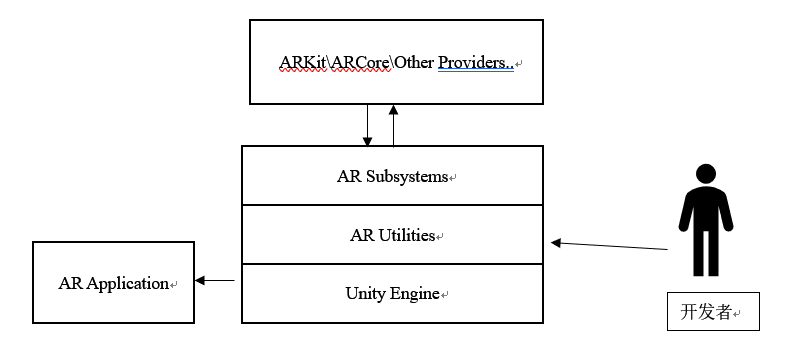 ARKit\ARCore\Other Providers..
AR Subsystems
AR Utilities
AR Application
Unity Engine
开发者